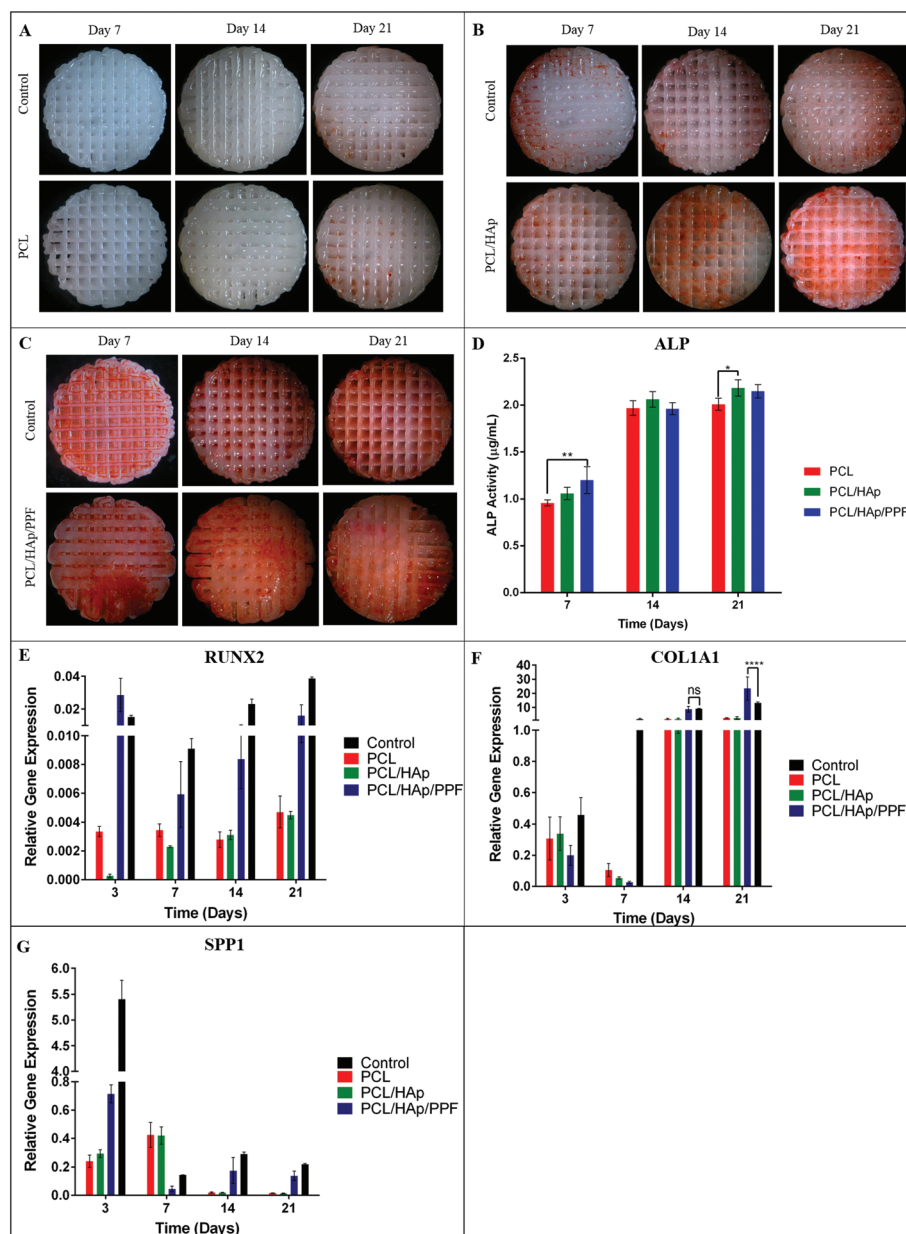 A
Day 7
Day 14
Day 21
Control
PCL
B
Day 7
Day 14
Day 21
Control
PCL/HAp
C
Day 7
Day 14
Day 21
Control
PCL/HAp/PPF
D
ALP
2.5
2.0
1.5
1.0
0.5
0.0
ALP Activity (µg/mL)
**
*
7
14
21
Time (Days)
PCL
PCL/HAp
PCL/HAp/PPF
E
RUNX2
0.04
0.02
0.010
0.008
0.006
0.004
0.002
0.000
Relative Gene Expression
3
7
14
21
Time (Days)
Control
PCL
PCL/HAp
PCL/HAp/PPF
F
COL1A1
40
30
20
10
1.0
0.8
0.6
0.4
0.2
0.0
Relative Gene Expression
ns
****
3
7
14
21
Time (Days)
Control
PCL
PCL/HAp
PCL/HAp/PPF
G
SPP1
6.0
5.5
5.0
4.5
4.0
0.8
0.6
0.4
0.2
0.0
Relative Gene Expression
3
7
14
21
Time (Days)
Control
PCL
PCL/HAp
PCL/HAp/PPF